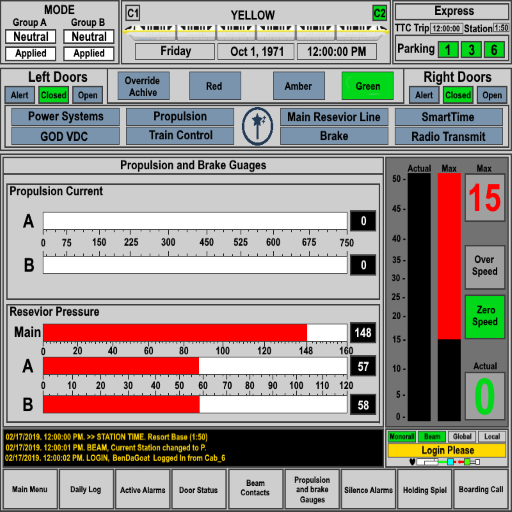 MODE
Group A Group B
Neutral Neutral
Applied Applied
C1 YELLOW C2
Friday Oct 1, 1971 12:00:00 PM
Express
TTC Trip 12:00:00 Station 1:50
Parking 1 3 6
Left Doors
Alert Closed Open
Override Achive
Red
Amber
Green
Right Doors
Alert Closed Open
Power Systems Propulsion Main Resevior Line SmartTime
GOD VDC Train Control Brake Radio Transmit
Propulsion and Brake Guages
Propulsion Current
A 0
0 75 150 225 300 450 525 600 675 750
B 0
Resevior Pressure
Main 148
0 20 40 60 80 100 120 148 160
A 57
0 10 20 30 40 50 60 70 80 90 100 110 120
B 58
Actual Max Max
50
45
40
35
30
25
20
15
10
5
0
15
Over Speed
Zero Speed
Actual
0
02/17/2019. 12:00:00 PM. >> STATION TIME. Resort Base (1:50)
02/17/2019. 12:00:01 PM. BEAM, Current Station changed to P.
02/17/2019. 12:00:02 PM. LOGIN, BenDaGoat Logged In from Cab_6
Monorail Beam Global Local
Login Please
Main Menu
Daily Log
Active Alarms
Door Status
Beam Contacts
Propulsion and brake Gauges
Silence Alarms
Holding Spiel
Boarding Call